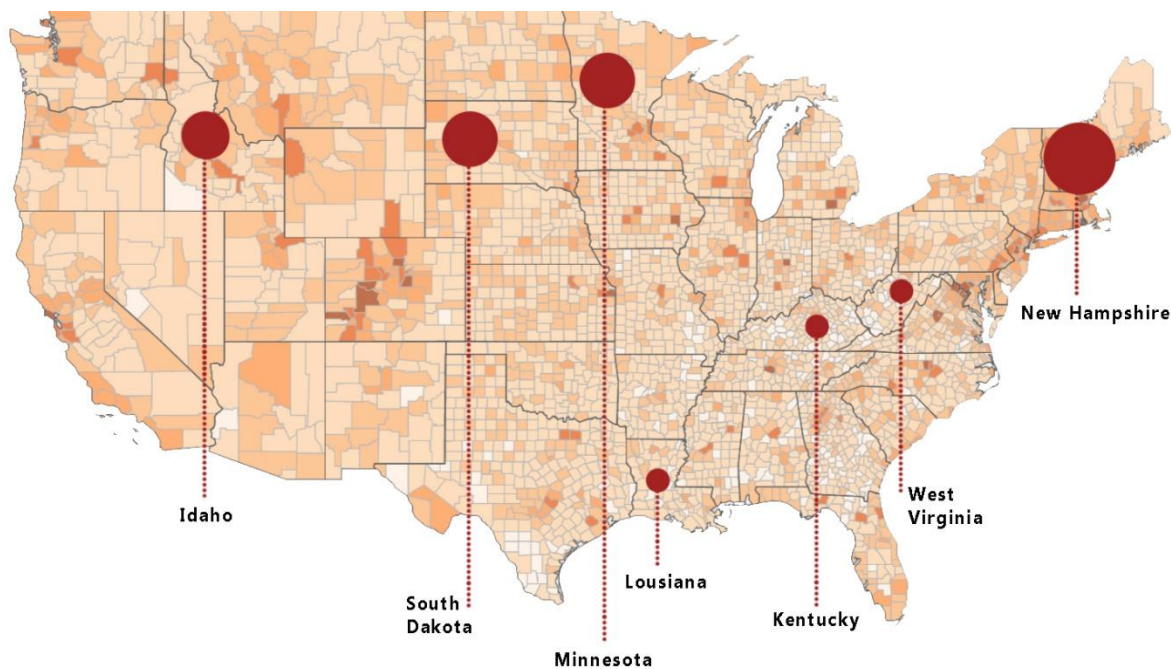 New Hampshire
West
Virginia
Idaho
Lousiana
South
Dakota
Kentucky
Minnesota